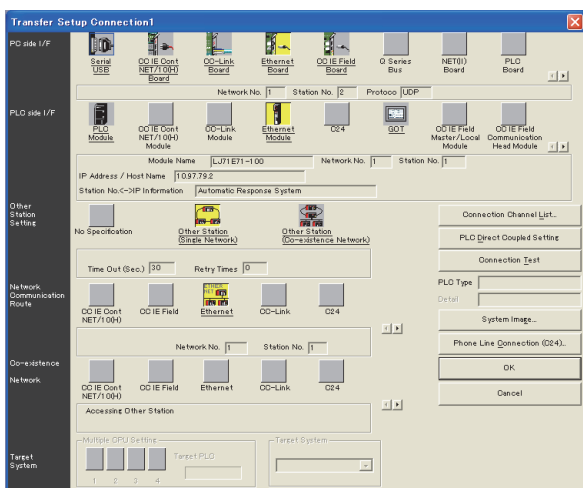 Transfer Setup Connection1
PC side I/F
Serial USB
CC IE Cont NET/10(H) Board
CC-Link Board
Ethernet Board
CC IE Field Board
Q Series Bus
NET(II) Board
PLC Board
Network No. 1 Station No. 2 Protoco UDP
PLC side I/F
PLC Module
CC IE Cont NET/10(H) Module
CC-Link Module
Ethernet Module
C24
GOT
CC IE Field Master/Local Module
CC IE Field Communication Head Module
Module Name LJ71E71-100 Network No. 1 Station No. 1
IP Address / Host Name 10.97.79.2
Station No.<->IP Information Automatic Response System
Other Station Setting
No Specification
Other Station (Single Network)
Other Station (Co-existence Network)
Time Out (Sec.) 30 Retry Times 0
Connection Channel List...
PLC Direct Coupled Setting
Connection Test
PLC Type
Detail
System Image...
Phone Line Connection (C24)..
OK
Cancel
Network Communication Route
CC IE Cont NET/10(H)
CC IE Field
Ethernet
CC-Link
C24
Network No. 1 Station No. 1
Co-existence Network
CC IE Cont NET/10(H)
CC IE Field
Ethernet
CC-Link
C24
Accessing Other Station
Target System
Multiple CPU Setting
1 2 3 4
Target PLC
Target System